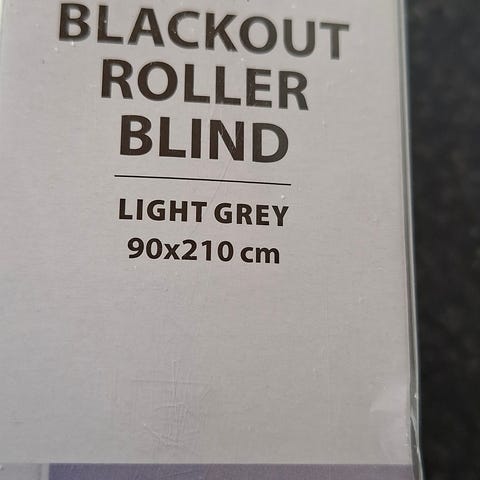 BLACKOUT
ROLLER
BLIND
LIGHT GREY
90x210 cm